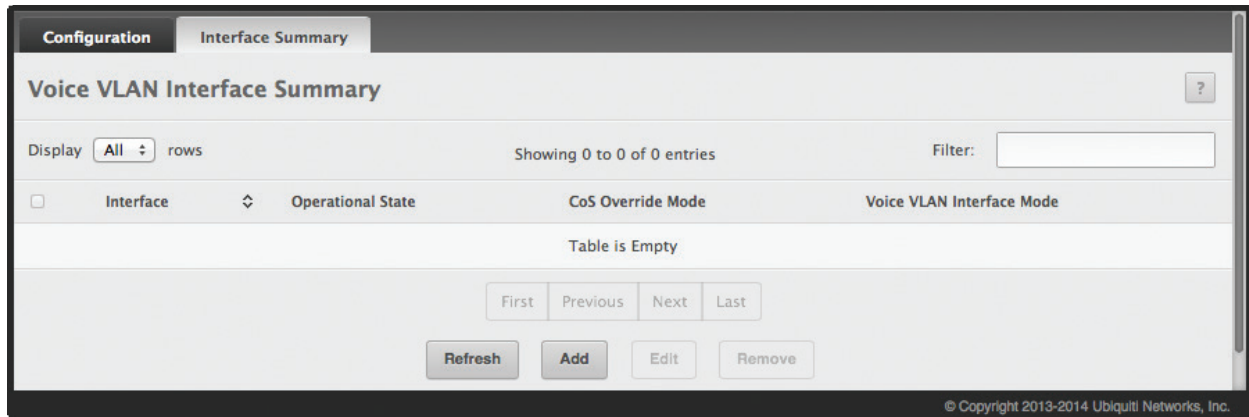 Configuration Interface Summary
Voice VLAN Interface Summary ?
Display All rows Showing 0 to 0 of 0 entries Filter:
Interface Operational State CoS Override Mode Voice VLAN Interface Mode
Table is Empty
First Previous Next Last
Refresh Add Edit Remove
© Copyright 2013-2014 Ubiquiti Networks, Inc.